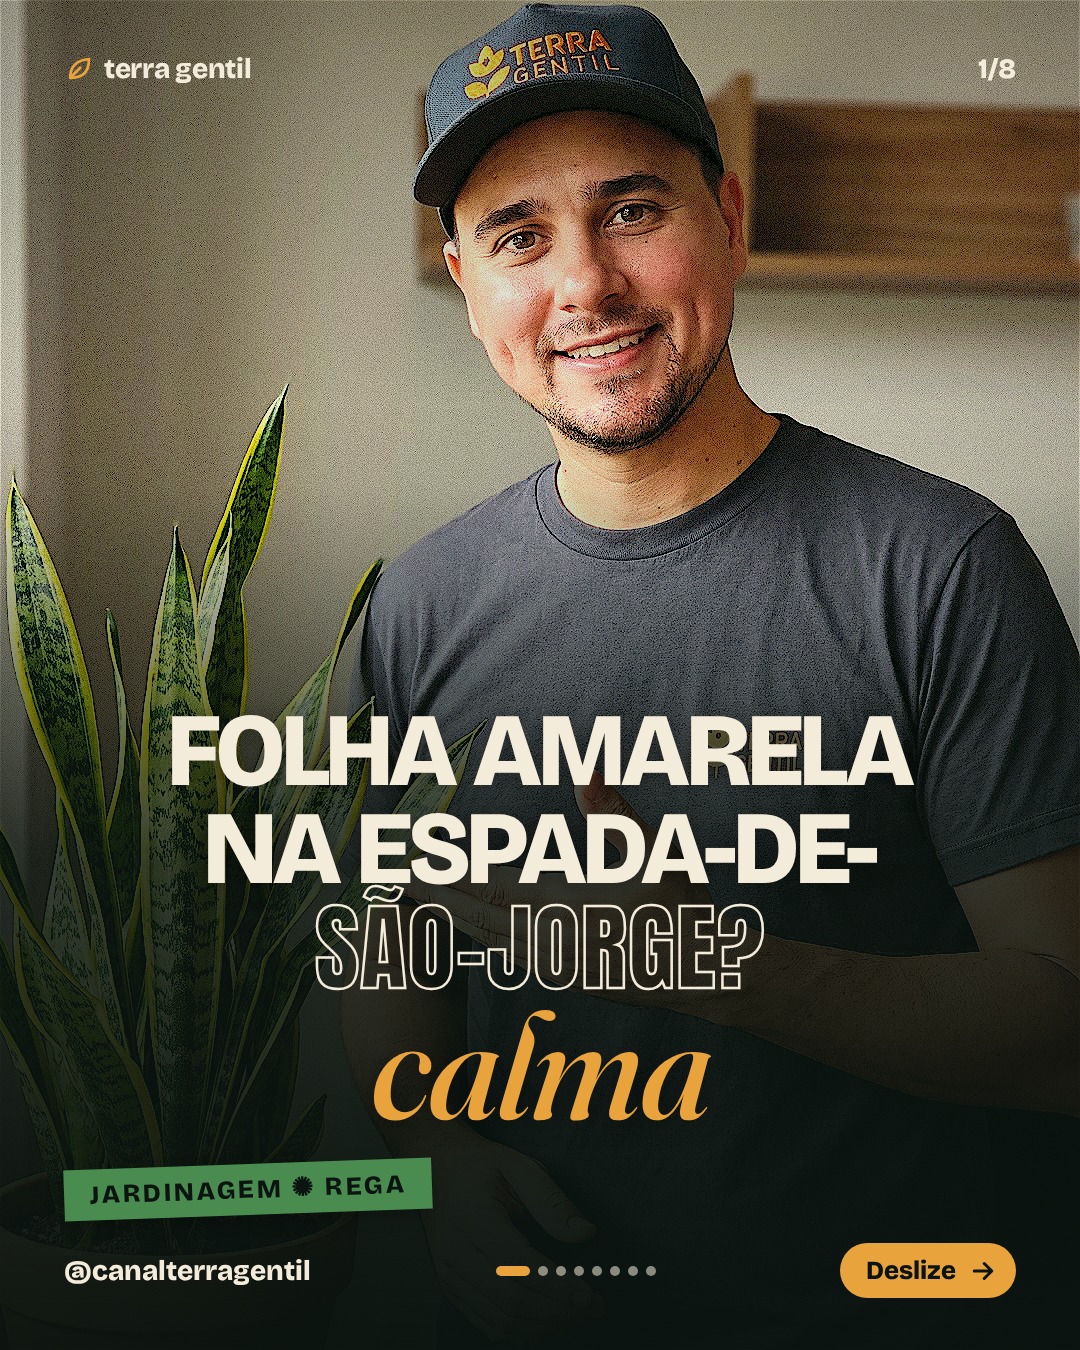 terra gentil
1/8
TERRA
GENTIL
FOLHA AMARELA
NA ESPADA-DE-
SÃO-JORGE?
calma
JARDINAGEM ✺ REGA
@canalterragentil
Deslize →